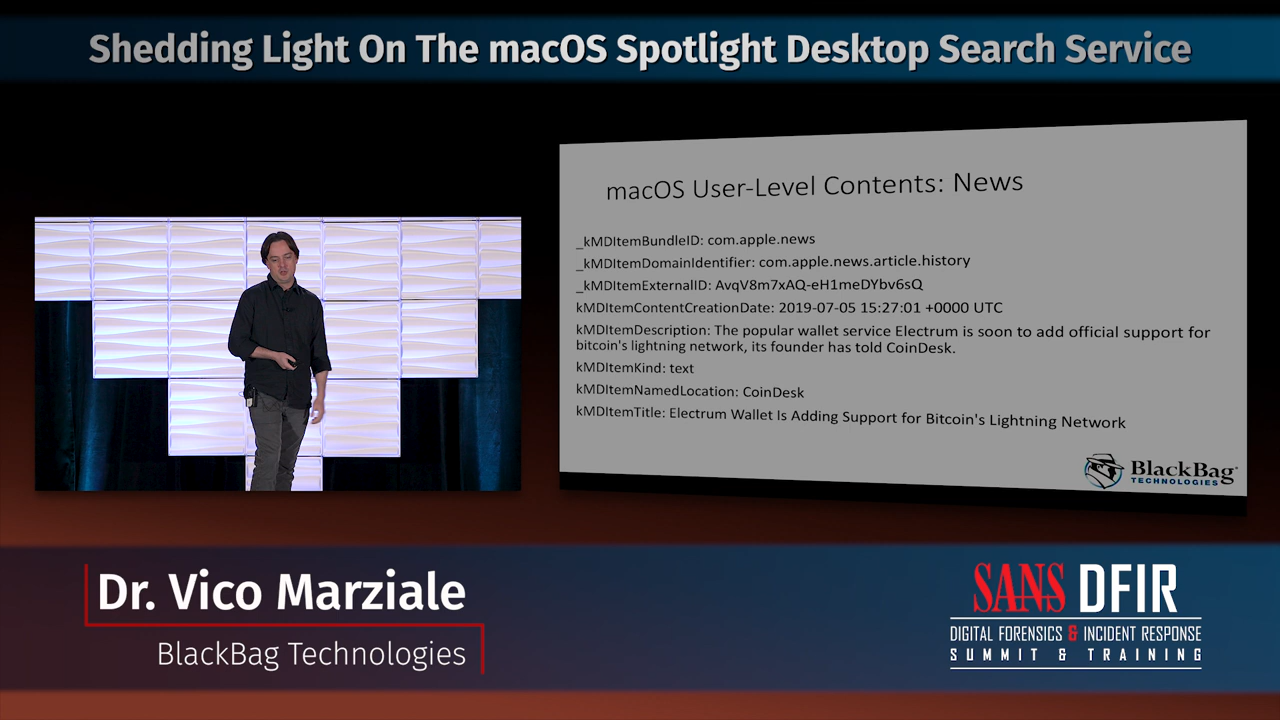 Shedding Light On The macOS Spotlight Desktop Search Service
macOS User-Level Contents: News
_kMDItemBundleID: com.apple.news
_kMDItemDomainIdentifier: com.apple.news.article.history
_kMDItemExternalID: AvqV8m7xAQ-eH1meDYbv6sQ
kMDItemContentCreationDate: 2019-07-05 15:27:01 +0000 UTC
kMDItemDescription: The popular wallet service Electrum is soon to add official support for
bitcoin's lightning network, its founder has told CoinDesk.
kMDItemKind: text
kMDItemNamedLocation: CoinDesk
kMDItemTitle: Electrum Wallet Is Adding Support for Bitcoin's Lightning Network
BlackBag
TECHNOLOGIES
Dr. Vico Marziale
BlackBag Technologies
SANS DFIR
DIGITAL FORENSICS & INCIDENT RESPONSE
SUMMIT & TRAINING